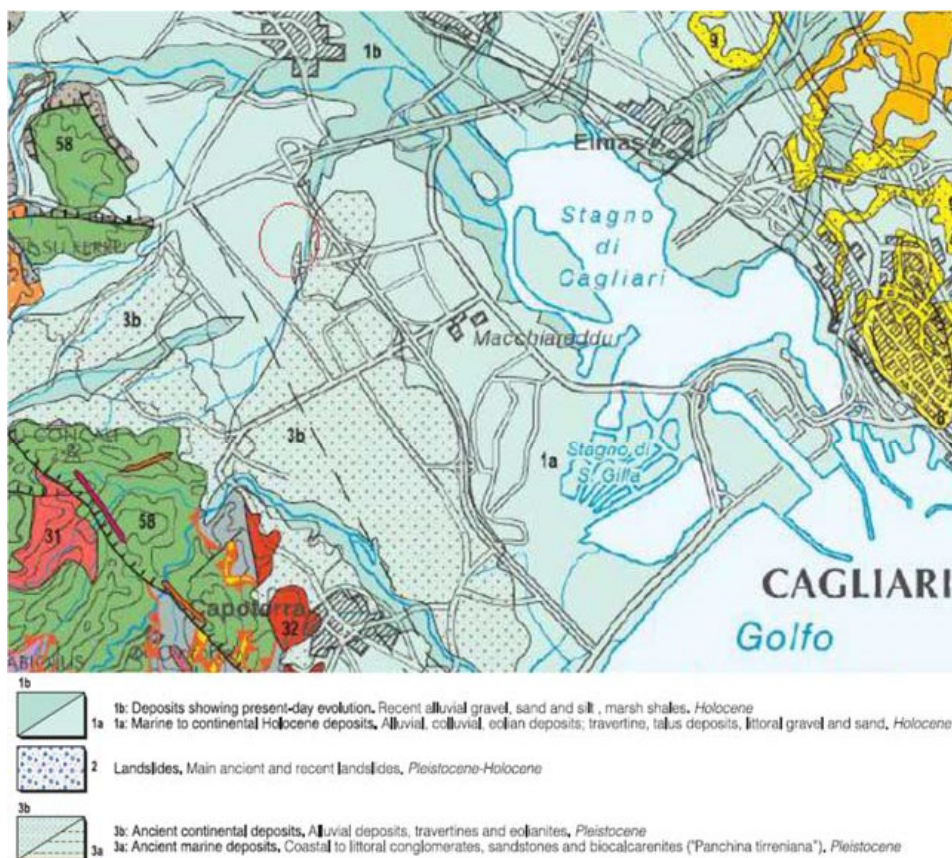 9
1b
Elmas
58
Stagno
di
Cagliari
3b
Macchiareddu
3b
1a
Stagno di
S. Gilla
31
58
CAGLIARI
Capoterra
32
Golfo
1b
1b: Deposits showing present-day evolution. Recent alluvial gravel, sand and silt , marsh shales. Holocene
1a 1a: Marine to continental Holocene deposits, Alluvial, colluvial, eolian deposits; travertine, talus deposits, littoral gravel and sand, Holocene
2 Landslides, Main ancient and recent landslides, Pleistocene-Holocene
3b
3b: Ancient continental deposits, Alluvial deposits, travertines and eolianites, Pleistocene
3a 3a: Ancient marine deposits, Coastal to littoral conglomerates, sandstones and biocalcarenites ("Panchina tirreniana"), Pleistocene